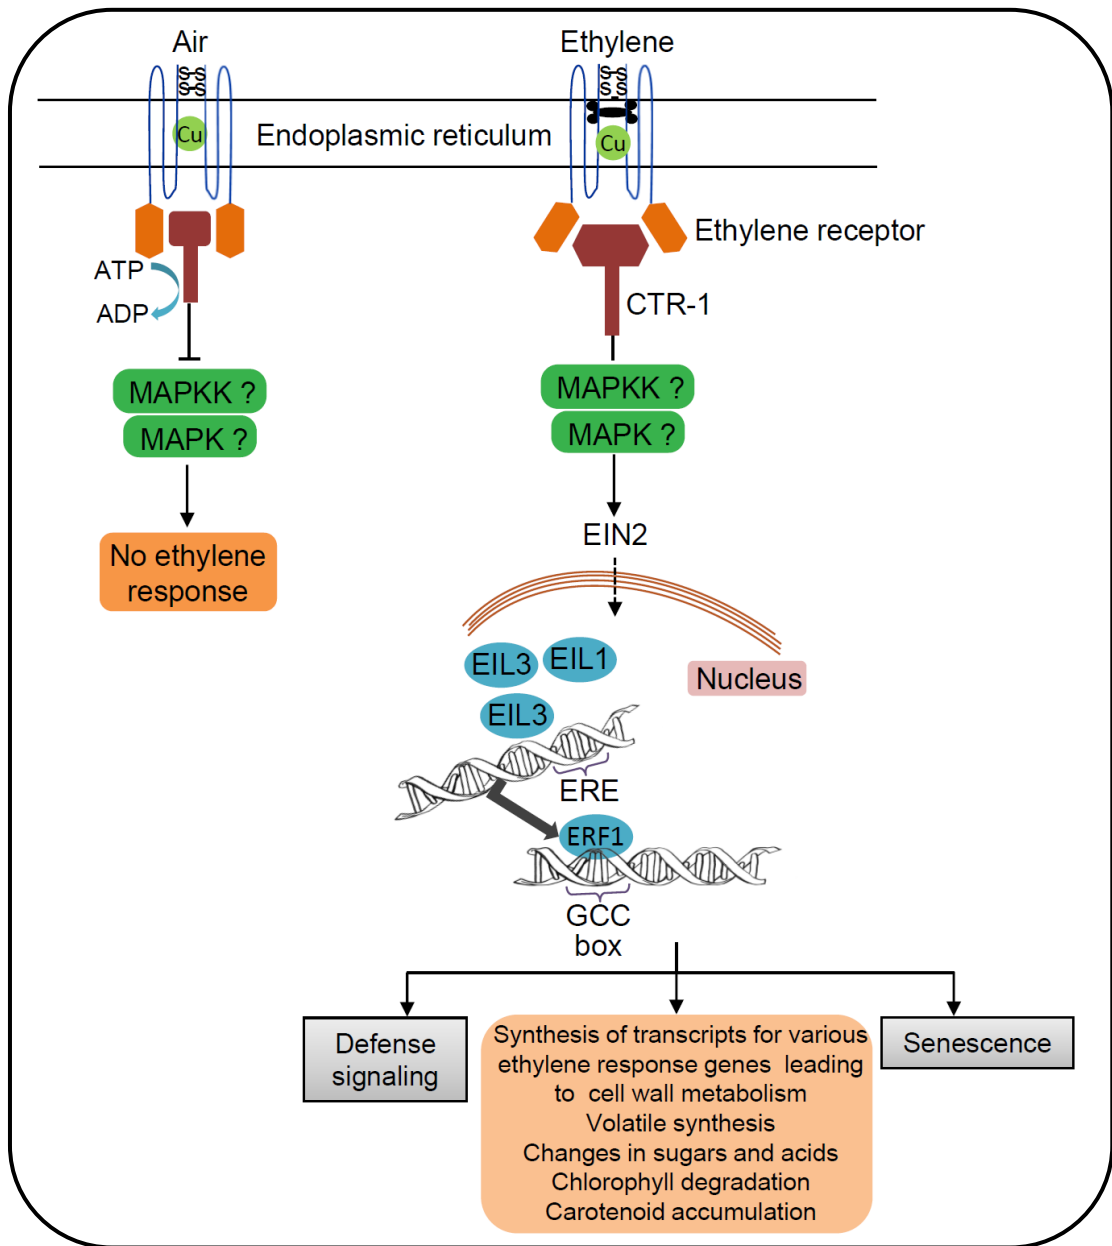 Air
S-S
S-S
Cu
ATP
ADP
MAPKK ?
MAPK ?
No ethylene
response
Endoplasmic reticulum
Ethylene
S-S
S-S
Cu
Ethylene receptor
CTR-1
MAPKK ?
MAPK ?
EIN2
Nucleus
EIL3
EIL1
EIL3
ERE
ERF1
GCC
box
Defense
signaling
Synthesis of transcripts for various
ethylene response genes leading
to cell wall metabolism
Volatile synthesis
Changes in sugars and acids
Chlorophyll degradation
Carotenoid accumulation
Senescence